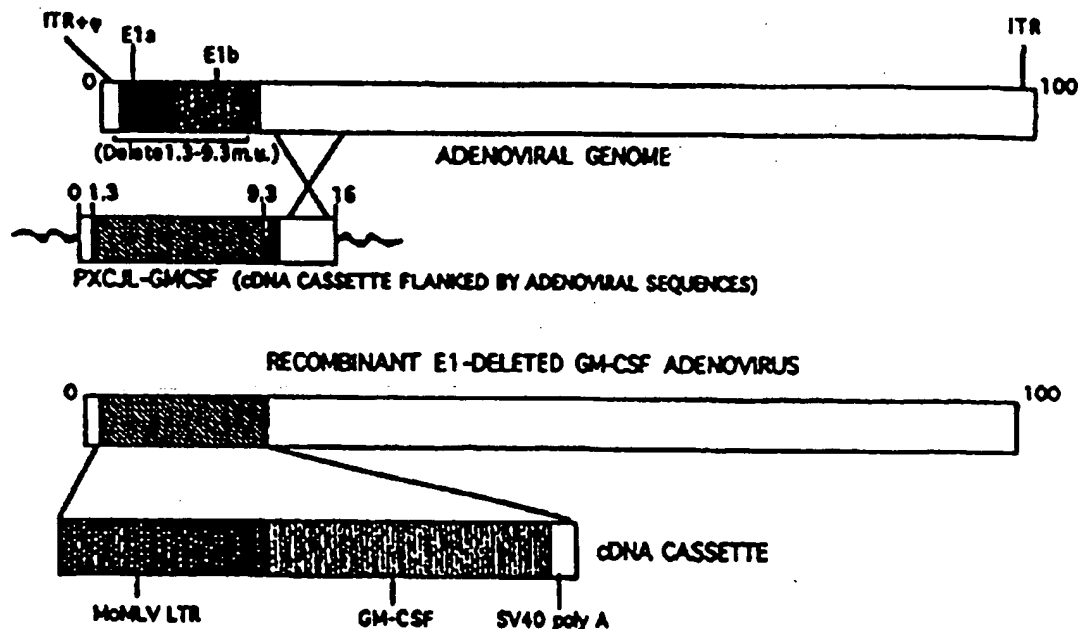 ITR+φ
E1a
E1b
ITR
0
100
(Delete 1.3-9.3 m.u.)
ADENOVIRAL GENOME
0 1.3 9.3 16
PXCJL-GMCSF (cDNA CASSETTE FLANKED BY ADENOVIRAL SEQUENCES)
RECOMBINANT E1-DELETED GM-CSF ADENOVIRUS
0
100
cDNA CASSETTE
MoMLV LTR
GM-CSF
SV40 poly A